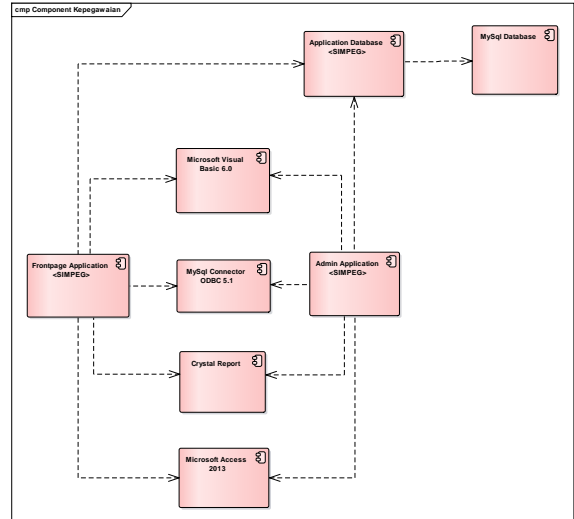 cmp Component Kepegawaian
Application Database
<SIMPEG>
MySql Database
Microsoft Visual
Basic 6.0
Frontpage Application
<SIMPEG>
MySql Connector
ODBC 5.1
Admin Application
<SIMPEG>
Crystal Report
Microsoft Access
2013